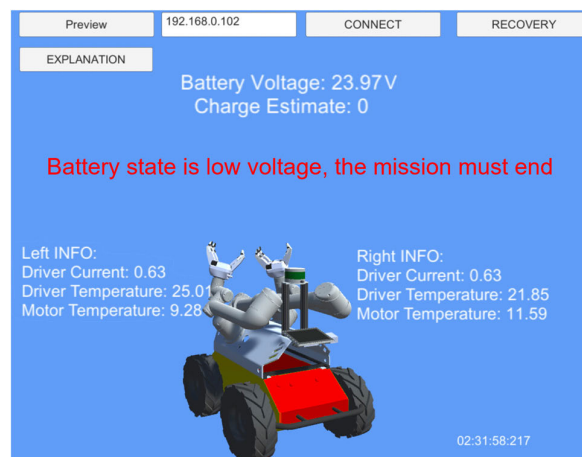 Preview
192.168.0.102
CONNECT
RECOVERY
EXPLANATION
Battery Voltage: 23.97V
Charge Estimate: 0
Battery state is low voltage, the mission must end
Left INFO:
Driver Current: 0.63
Driver Temperature: 25.01
Motor Temperature: 9.28
Right INFO:
Driver Current: 0.63
Driver Temperature: 21.85
Motor Temperature: 11.59
02:31:58:217